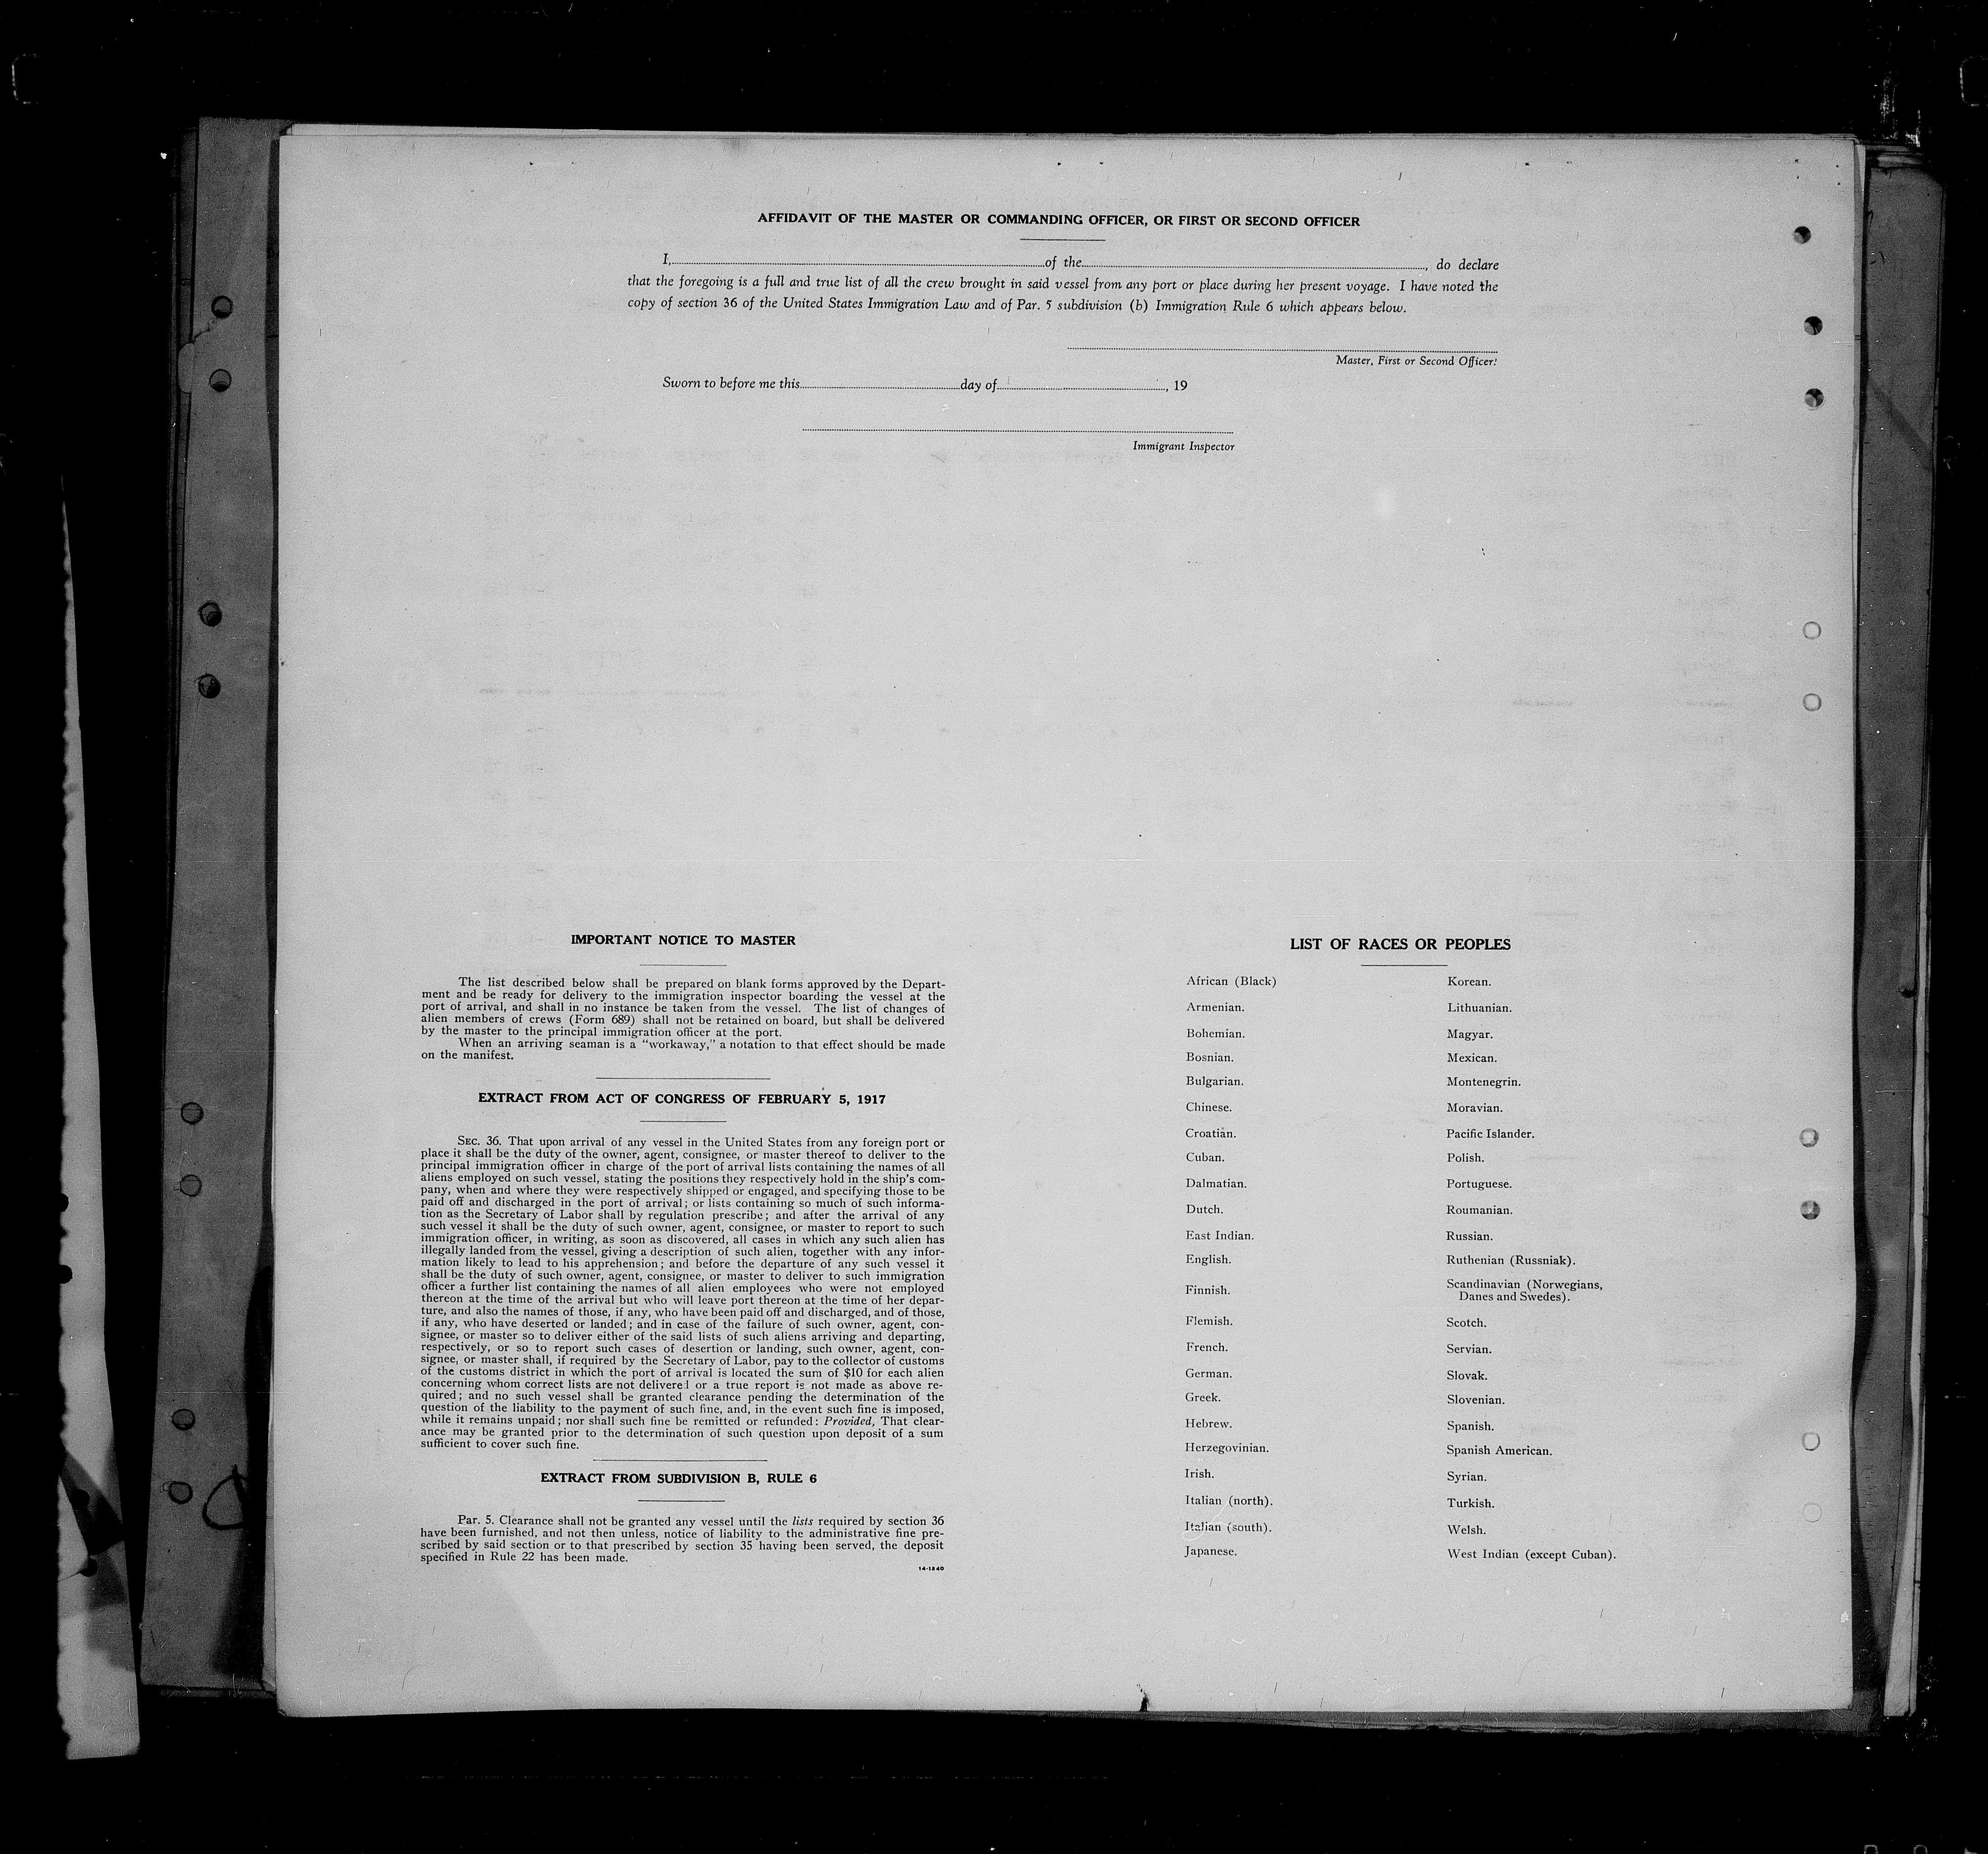 AFFIDAVIT OF THE MASTER OR COMMANDING OFFICER, OR FIRST OR SECOND OFFICER
I, of the , do declare
that the foregoing is a full and true list of all the crew brought in said vessel from any port or place during her present voyage. I have noted the
copy of section 36 of the United States Immigration Law and of Par. 5 subdivision (b) Immigration Rule 6 which appears below.
Master, First or Second Officer.
Sworn to before me this day of , 19
Immigrant Inspector
IMPORTANT NOTICE TO MASTER
The list described below shall be prepared on blank forms approved by the Depart-
ment and be ready for delivery to the immigration inspector boarding the vessel at the
port of arrival, and shall in no instance be taken from the vessel. The list of changes of
alien members of crews (Form 689) shall not be retained on board, but shall be delivered
by the master to the principal immigration officer at the port.
When an arriving seaman is a "workaway," a notation to that effect should be made
on the manifest.
EXTRACT FROM ACT OF CONGRESS OF FEBRUARY 5, 1917
SEC. 36. That upon arrival of any vessel in the United States from any foreign port or
place it shall be the duty of the owner, agent, consignee, or master thereof to deliver to the
principal immigration officer in charge of the port of arrival lists containing the names of all
aliens employed on such vessel, stating the positions they respectively hold in the ship's com-
pany, when and where they were respectively shipped or engaged, and specifying those to be
paid off and discharged in the port of arrival; or lists containing so much of such informa-
tion as the Secretary of Labor shall by regulation prescribe; and after the arrival of any
such vessel it shall be the duty of such owner, agent, consignee, or master to report to such
immigration officer, in writing, as soon as discovered, all cases in which any such alien has
illegally landed from the vessel, giving a description of such alien, together with any infor-
mation likely to lead to his apprehension; and before the departure of any such vessel it
shall be the duty of such owner, agent, consignee, or master to deliver to such immigration
officer a further list containing the names of all alien employees who were not employed
thereon at the time of the arrival but who will leave port thereon at the time of her depar-
ture, and also the names of those, if any, who have been paid off and discharged, and of those,
if any, who have deserted or landed; and in case of the failure of such owner, agent, con-
signee, or master so to deliver either of the said lists of such aliens arriving and departing,
respectively, or so to report such cases of desertion or landing, such owner, agent, con-
signee, or master shall, if required by the Secretary of Labor, pay to the collector of customs
of the customs district in which the port of arrival is located the sum of $10 for each alien
concerning whom correct lists are not delivered or a true report is not made as above re-
quired; and no such vessel shall be granted clearance pending the determination of the
question of the liability to the payment of such fine, and, in the event such fine is imposed,
while it remains unpaid; nor shall such fine be remitted or refunded: Provided, That clear-
ance may be granted prior to the determination of such question upon deposit of a sum
sufficient to cover such fine.
EXTRACT FROM SUBDIVISION B, RULE 6
Par. 5. Clearance shall not be granted any vessel until the lists required by section 36
have been furnished, and not then unless, notice of liability to the administrative fine pre-
scribed by said section or to that prescribed by section 35 having been served, the deposit
specified in Rule 22 has been made.
14-1240
LIST OF RACES OR PEOPLES
African (Black)
Armenian.
Bohemian.
Bosnian.
Bulgarian.
Chinese.
Croatian.
Cuban.
Dalmatian.
Dutch.
East Indian.
English.
Finnish.
Flemish.
French.
German.
Greek.
Hebrew.
Herzegovinian.
Irish.
Italian (north).
Italian (south).
Japanese.
Korean.
Lithuanian.
Magyar.
Mexican.
Montenegrin.
Moravian.
Pacific Islander.
Polish.
Portuguese.
Roumanian.
Russian.
Ruthenian (Russniak).
Scandinavian (Norwegians,
Danes and Swedes).
Scotch.
Servian.
Slovak.
Slovenian.
Spanish.
Spanish American.
Syrian.
Turkish.
Welsh.
West Indian (except Cuban).